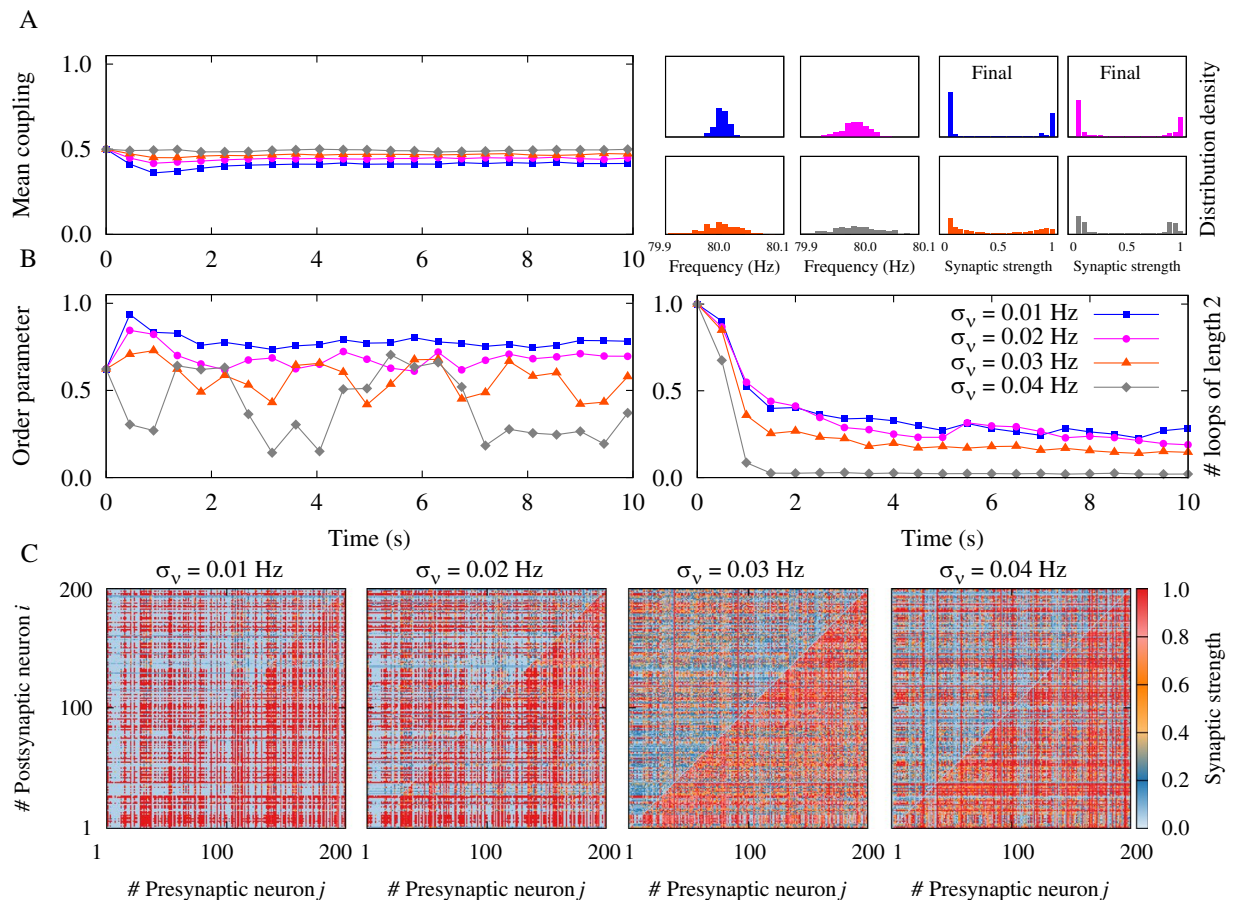 A
Mean coupling
1.0
0.5
0.0
0 2 4 6 8 10
Final Final
Distribution density
79.9 80.0 80.1 79.9 80.0 80.1 0 0.5 1 0 0.5 1
Frequency (Hz) Frequency (Hz) Synaptic strength Synaptic strength
B
Order parameter
1.0
0.5
0.0
0 2 4 6 8 10
Time (s)
1.0
0.5
0.0
σν = 0.01 Hz
σν = 0.02 Hz
σν = 0.03 Hz
σν = 0.04 Hz
# loops of length 2
0 2 4 6 8 10
Time (s)
C
σν = 0.01 Hz σν = 0.02 Hz σν = 0.03 Hz σν = 0.04 Hz
# Postsynaptic neuron i
200
100
1
1 100 200 1 100 200 1 100 200 1 100 200
# Presynaptic neuron j # Presynaptic neuron j # Presynaptic neuron j # Presynaptic neuron j
1.0
0.8
0.6
0.4
0.2
0.0
Synaptic strength